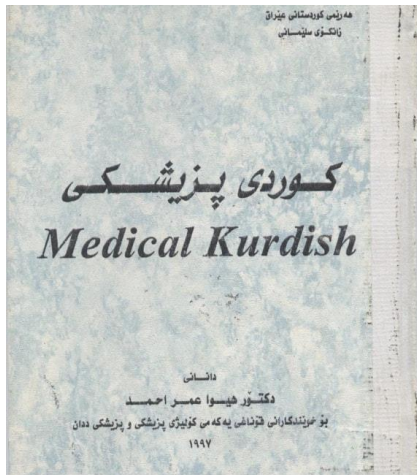 هەرێمی کوردستانی عێراق
زانکۆی سلێمانی
کوردی پزیشکی
Medical Kurdish
دانانی
دکتۆر هیوا عمر احمد
بۆ خوێندکارانی قۆناغی یەکەمی کۆلیژی پزیشکی و پزیشکی ددان
١٩٩٧